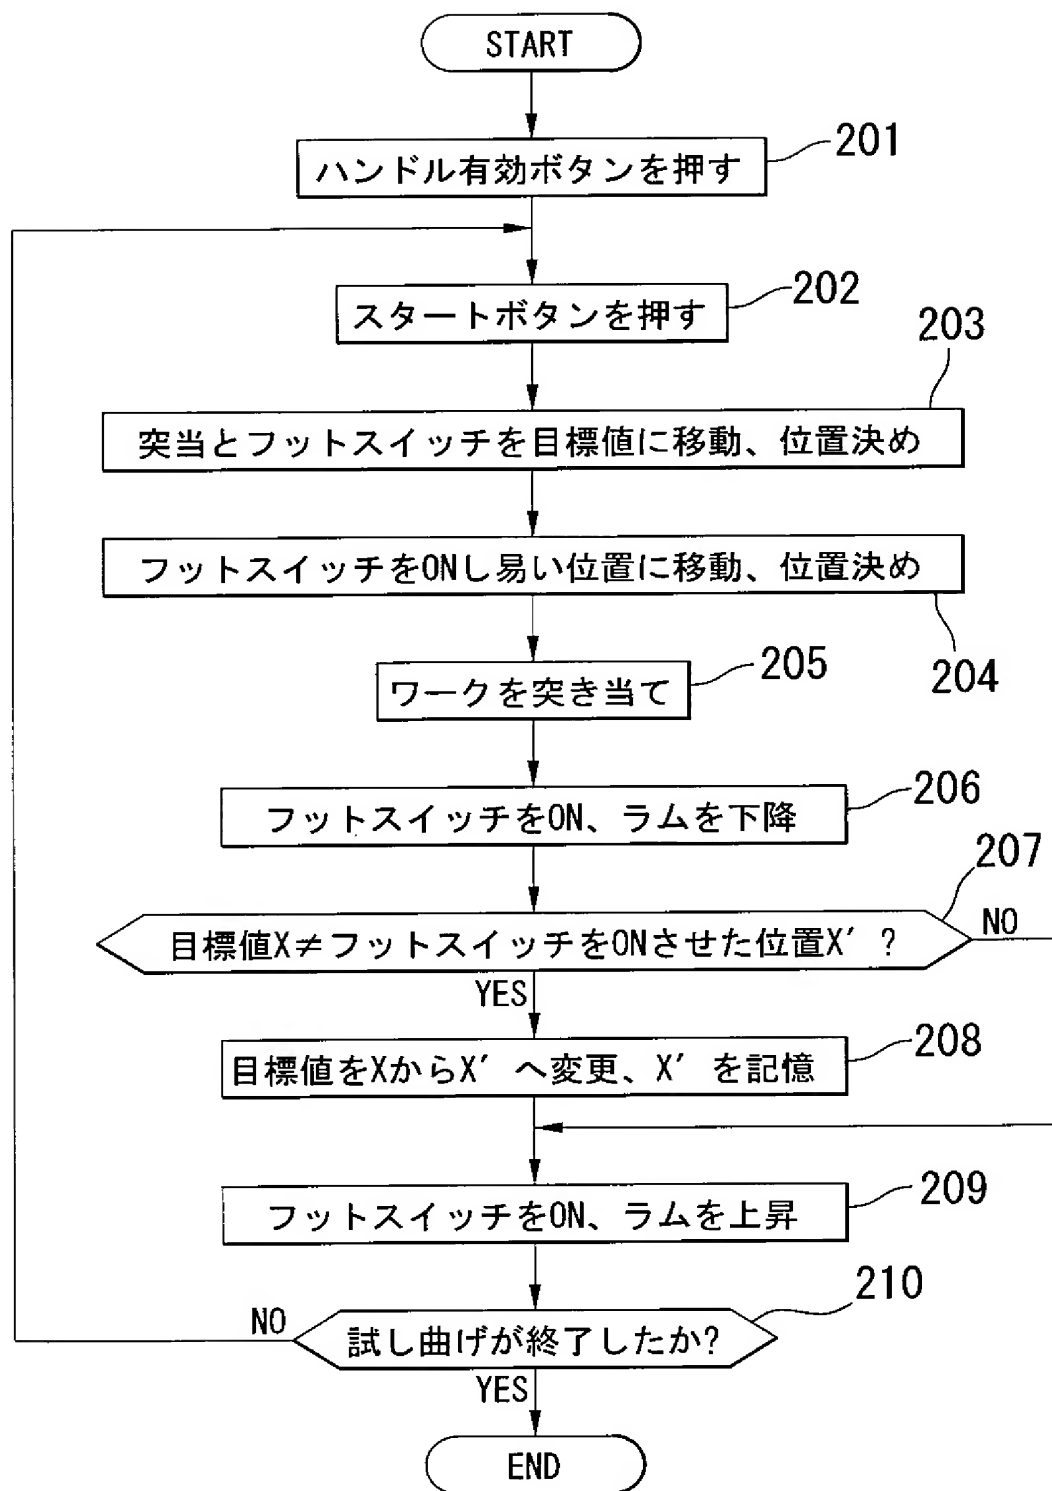 START
201
ハンドル有効ボタンを押す
202
スタートボタンを押す
203
突当とフットスイッチを目標値に移動、位置決め
フットスイッチをONし易い位置に移動、位置決め
204
205
ワークを突き当て
206
フットスイッチをON、ラムを下降
207
目標値X≠フットスイッチをONさせた位置X′?
NO
YES
208
目標値をXからX′へ変更、X′を記憶
209
フットスイッチをON、ラムを上昇
210
NO
試し曲げが終了したか?
YES
END